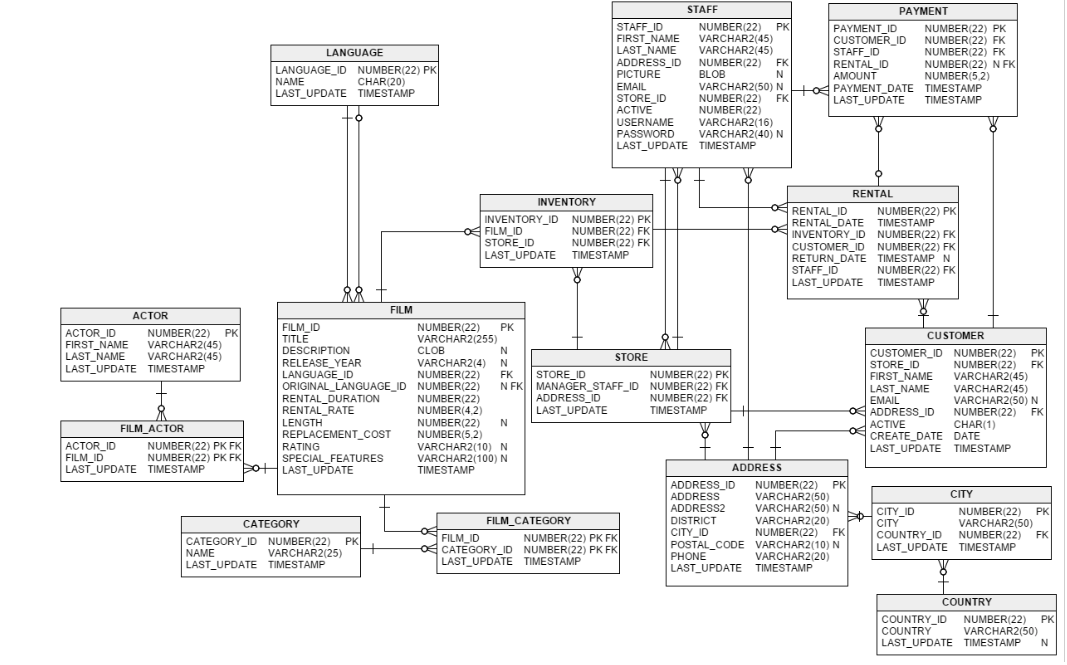 LANGUAGE
LANGUAGE_ID NUMBER(22) PK
NAME CHAR(20)
LAST_UPDATE TIMESTAMP
STAFF
STAFF_ID NUMBER(22) PK
FIRST_NAME VARCHAR2(45)
LAST_NAME VARCHAR2(45)
ADDRESS_ID NUMBER(22) FK
PICTURE BLOB N
EMAIL VARCHAR2(50) N
STORE_ID NUMBER(22) FK
ACTIVE NUMBER(22)
USERNAME VARCHAR2(16)
PASSWORD VARCHAR2(40) N
LAST_UPDATE TIMESTAMP
PAYMENT
PAYMENT_ID NUMBER(22) PK
CUSTOMER_ID NUMBER(22) FK
STAFF_ID NUMBER(22) FK
RENTAL_ID NUMBER(22) N FK
AMOUNT NUMBER(5,2)
PAYMENT_DATE TIMESTAMP
LAST_UPDATE TIMESTAMP
INVENTORY
INVENTORY_ID NUMBER(22) PK
FILM_ID NUMBER(22) FK
STORE_ID NUMBER(22) FK
LAST_UPDATE TIMESTAMP
RENTAL
RENTAL_ID NUMBER(22) PK
RENTAL_DATE TIMESTAMP
INVENTORY_ID NUMBER(22) FK
CUSTOMER_ID NUMBER(22) FK
RETURN_DATE TIMESTAMP N
STAFF_ID NUMBER(22) FK
LAST_UPDATE TIMESTAMP
ACTOR
ACTOR_ID NUMBER(22) PK
FIRST_NAME VARCHAR2(45)
LAST_NAME VARCHAR2(45)
LAST_UPDATE TIMESTAMP
FILM
FILM_ID NUMBER(22) PK
TITLE VARCHAR2(255)
DESCRIPTION CLOB N
RELEASE_YEAR VARCHAR2(4) N
LANGUAGE_ID NUMBER(22) FK
ORIGINAL_LANGUAGE_ID NUMBER(22) N FK
RENTAL_DURATION NUMBER(22)
RENTAL_RATE NUMBER(4,2)
LENGTH NUMBER(22) N
REPLACEMENT_COST NUMBER(5,2)
RATING VARCHAR2(10) N
SPECIAL_FEATURES VARCHAR2(100) N
LAST_UPDATE TIMESTAMP
STORE
STORE_ID NUMBER(22) PK
MANAGER_STAFF_ID NUMBER(22) FK
ADDRESS_ID NUMBER(22) FK
LAST_UPDATE TIMESTAMP
CUSTOMER
CUSTOMER_ID NUMBER(22) PK
STORE_ID NUMBER(22) FK
FIRST_NAME VARCHAR2(45)
LAST_NAME VARCHAR2(45)
EMAIL VARCHAR2(50) N
ADDRESS_ID NUMBER(22) FK
ACTIVE CHAR(1)
CREATE_DATE DATE
LAST_UPDATE TIMESTAMP
FILM_ACTOR
ACTOR_ID NUMBER(22) PK FK
FILM_ID NUMBER(22) PK FK
LAST_UPDATE TIMESTAMP
CATEGORY
CATEGORY_ID NUMBER(22) PK
NAME VARCHAR2(25)
LAST_UPDATE TIMESTAMP
FILM_CATEGORY
FILM_ID NUMBER(22) PK FK
CATEGORY_ID NUMBER(22) PK FK
LAST_UPDATE TIMESTAMP
ADDRESS
ADDRESS_ID NUMBER(22) PK
ADDRESS VARCHAR2(50)
ADDRESS2 VARCHAR2(50) N
DISTRICT VARCHAR2(20)
CITY_ID NUMBER(22) FK
POSTAL_CODE VARCHAR2(10) N
PHONE VARCHAR2(20)
LAST_UPDATE TIMESTAMP
CITY
CITY_ID NUMBER(22) PK
CITY VARCHAR2(50)
COUNTRY_ID NUMBER(22) FK
LAST_UPDATE TIMESTAMP
COUNTRY
COUNTRY_ID NUMBER(22) PK
COUNTRY VARCHAR2(50)
LAST_UPDATE TIMESTAMP N